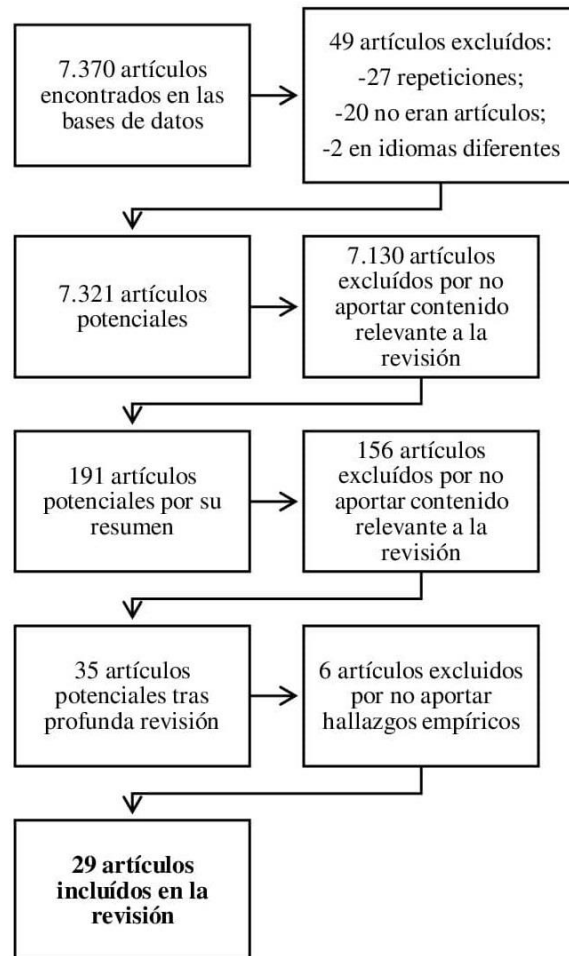 7.370 artículos
encontrados en las
bases de datos
49 artículos excluídos:
-27 repeticiones;
-20 no eran artículos;
-2 en idiomas diferentes
7.321 artículos
potenciales
7.130 artículos
excluídos por no
aportar contenido
relevante a la
revisión
191 artículos
potenciales por su
resumen
156 artículos
excluídos por no
aportar contenido
relevante a la
revisión
35 artículos
potenciales tras
profunda revisión
6 artículos excluidos
por no aportar
hallazgos empíricos
29 artículos
incluídos en la
revisión